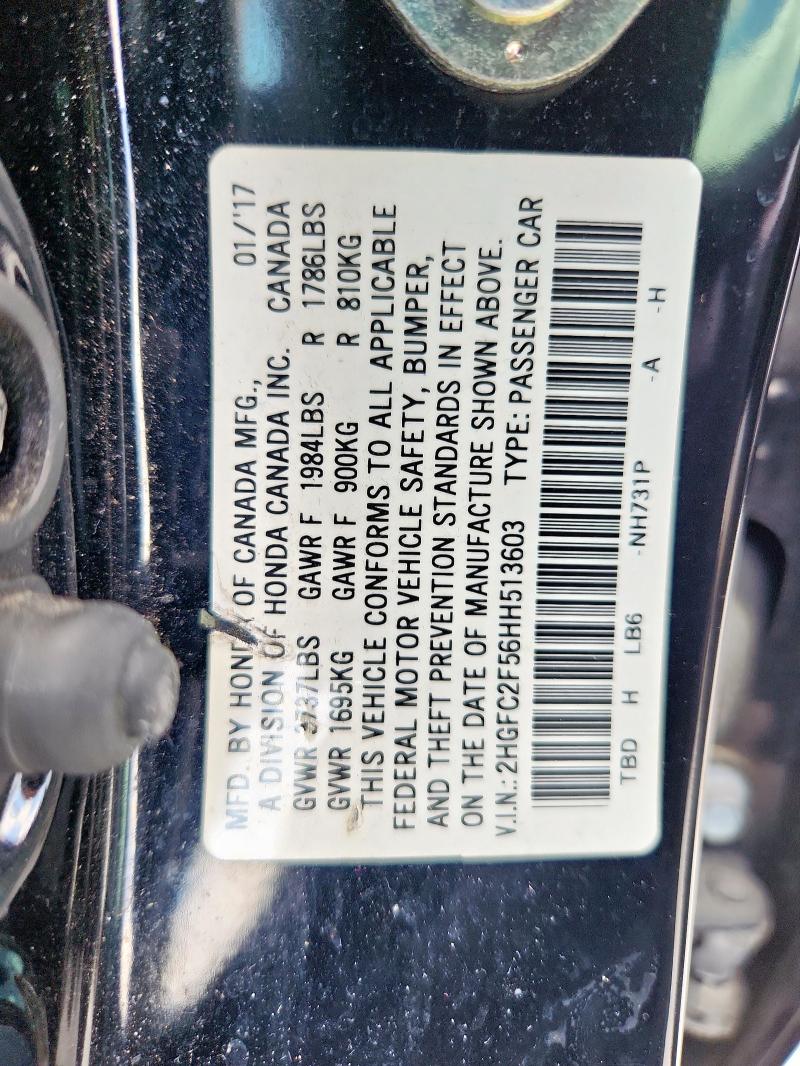 MFD. BY HONDA OF CANADA MFG., 01/'17
A DIVISION OF HONDA CANADA INC. CANADA
GVWR 3737LBS GAWR F 1984LBS R 1786LBS
GVWR 1695KG GAWR F 900KG R 810KG
THIS VEHICLE CONFORMS TO ALL APPLICABLE
FEDERAL MOTOR VEHICLE SAFETY, BUMPER,
AND THEFT PREVENTION STANDARDS IN EFFECT
ON THE DATE OF MANUFACTURE SHOWN ABOVE.
V.I.N.: 2HGFC2F56HH513603 TYPE: PASSENGER CAR
TBD H LB6 -NH731P -A -H